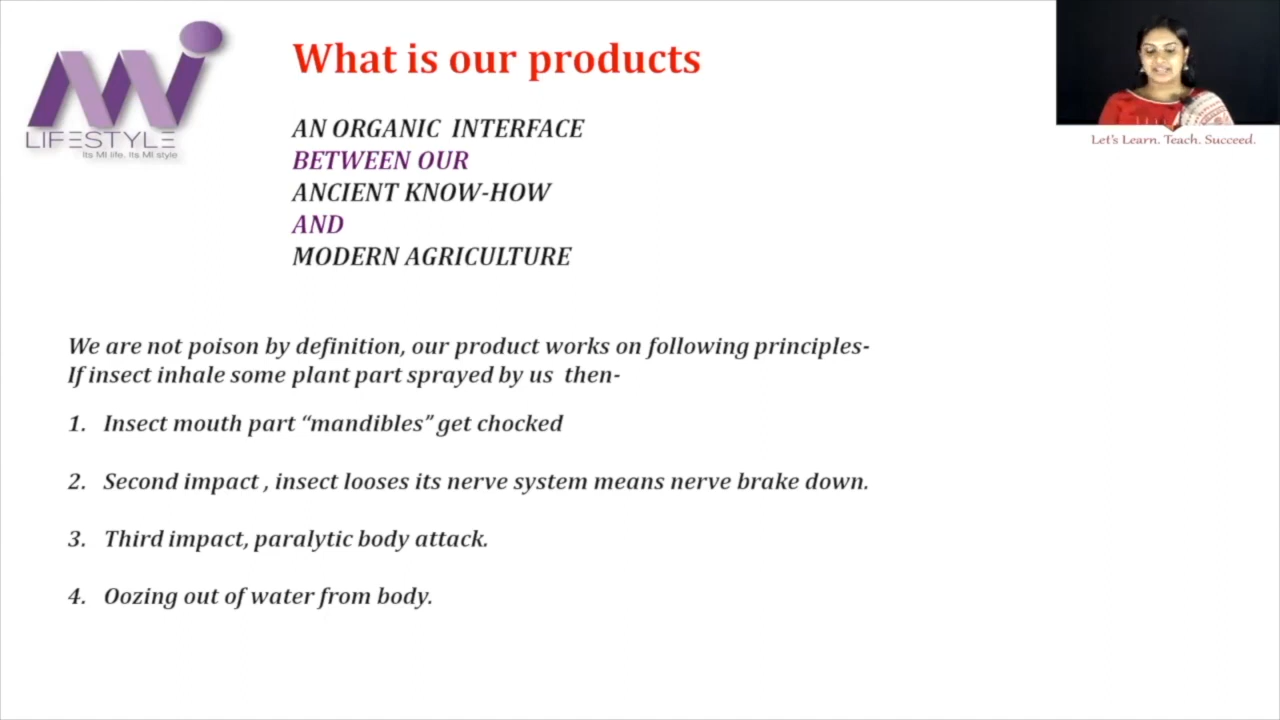 What is our products
LIFESTYLE
Its MI life. Its MI style
AN ORGANIC INTERFACE
BETWEEN OUR
ANCIENT KNOW-HOW
AND
MODERN AGRICULTURE
Let's Learn. Teach. Succeed.
We are not poison by definition, our product works on following principles-
If insect inhale some plant part sprayed by us then-
1. Insect mouth part “mandibles” get chocked
2. Second impact , insect looses its nerve system means nerve brake down.
3. Third impact, paralytic body attack.
4. Oozing out of water from body.